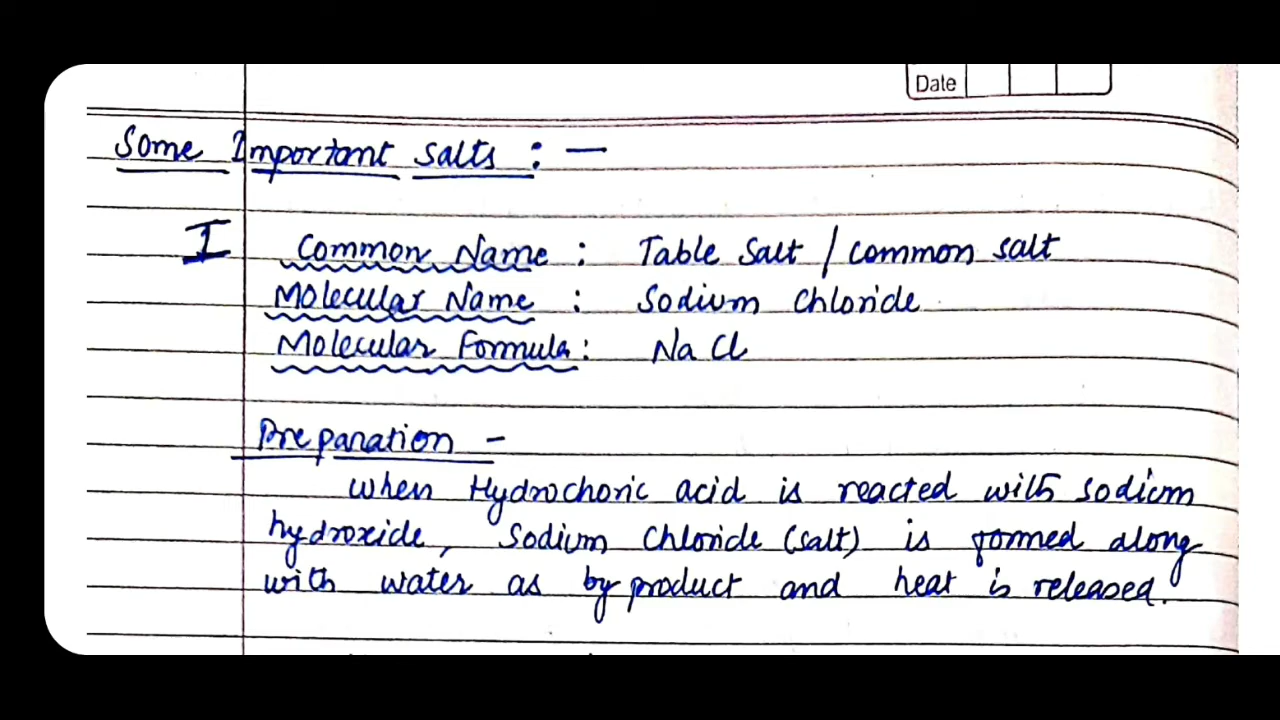 Date
Some Important Salts : —
I Common Name : Table Salt / Common salt
Molecular Name : Sodium Chloride
Molecular Formula : NaCl
Preparation -
When Hydrochoric acid is reacted with sodium
hydroxide, Sodium Chloride (salt) is formed along
with water as by product and heat is released.